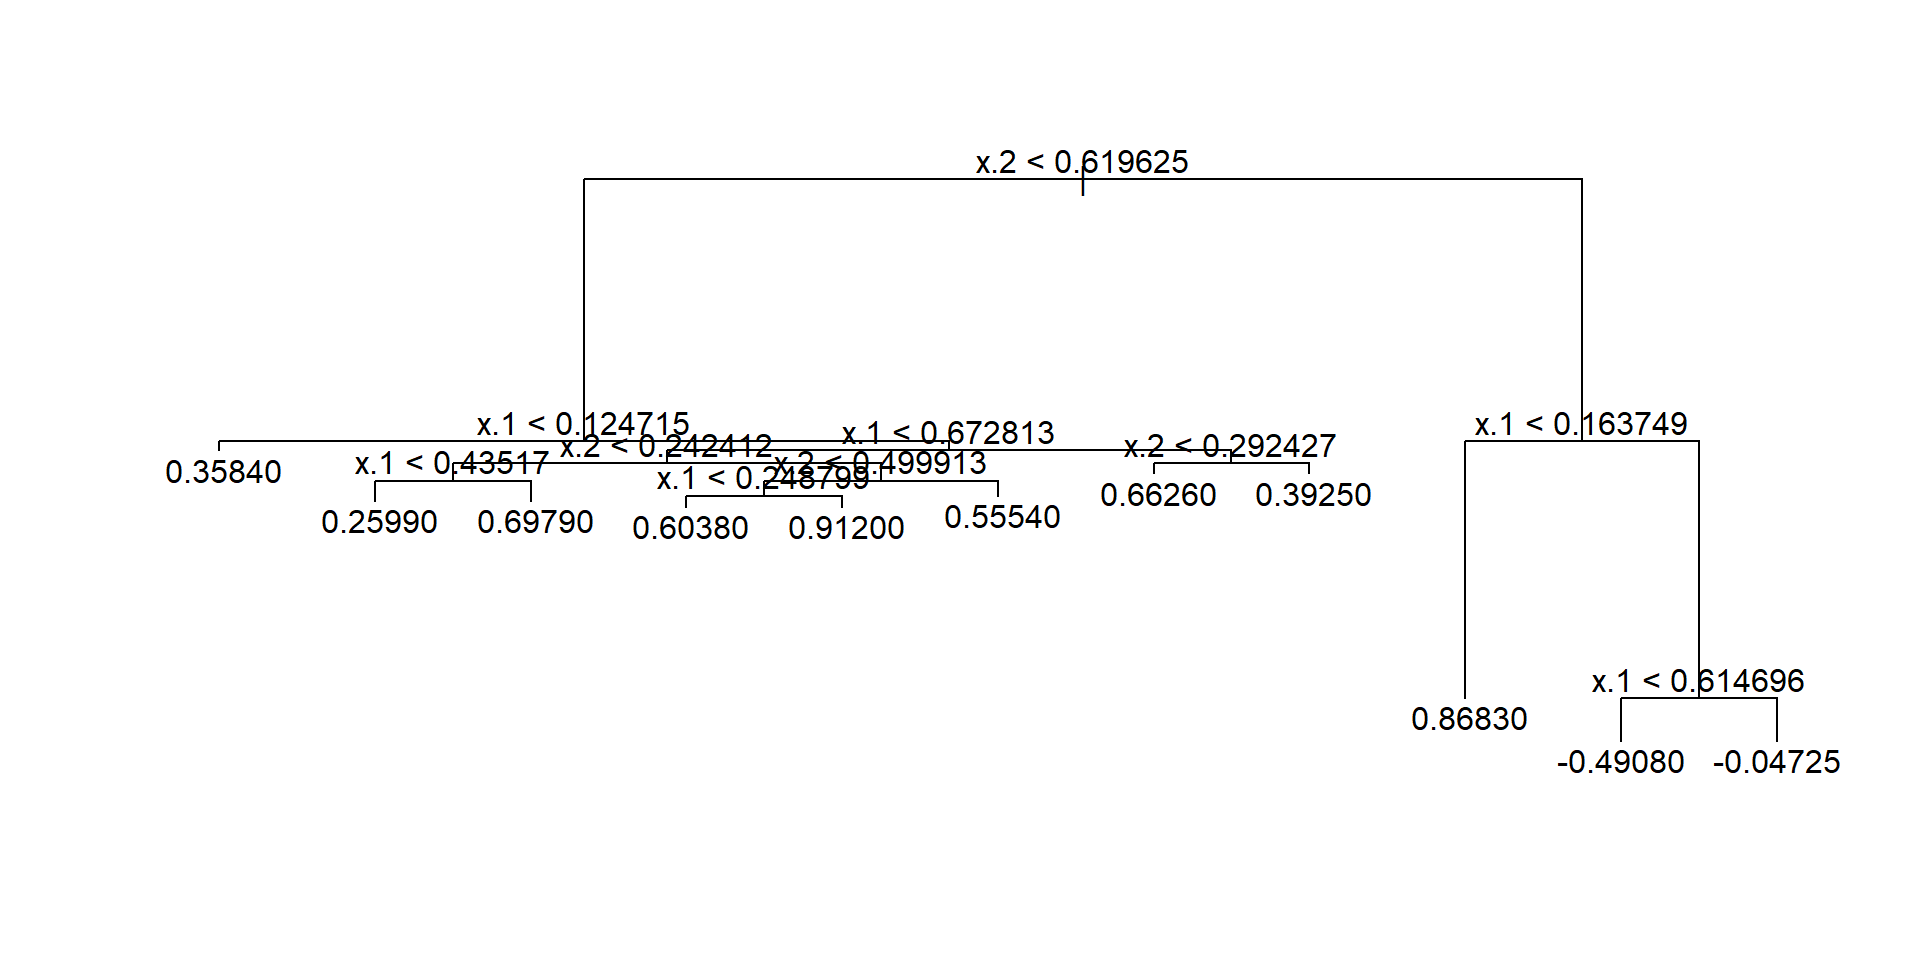 x.2 < 0.619625
x.1 < 0.124715
x.1 < 0.672813
x.1 < 0.163749
x.2 < 0.242412
x.2 < 0.292427
x.1 < 0.43517
x.2 < 0.499913
0.35840
x.1 < 0.248799
0.66260
0.39250
0.25990
0.69790
0.60380
0.91200
0.55540
x.1 < 0.614696
0.86830
-0.49080
-0.04725